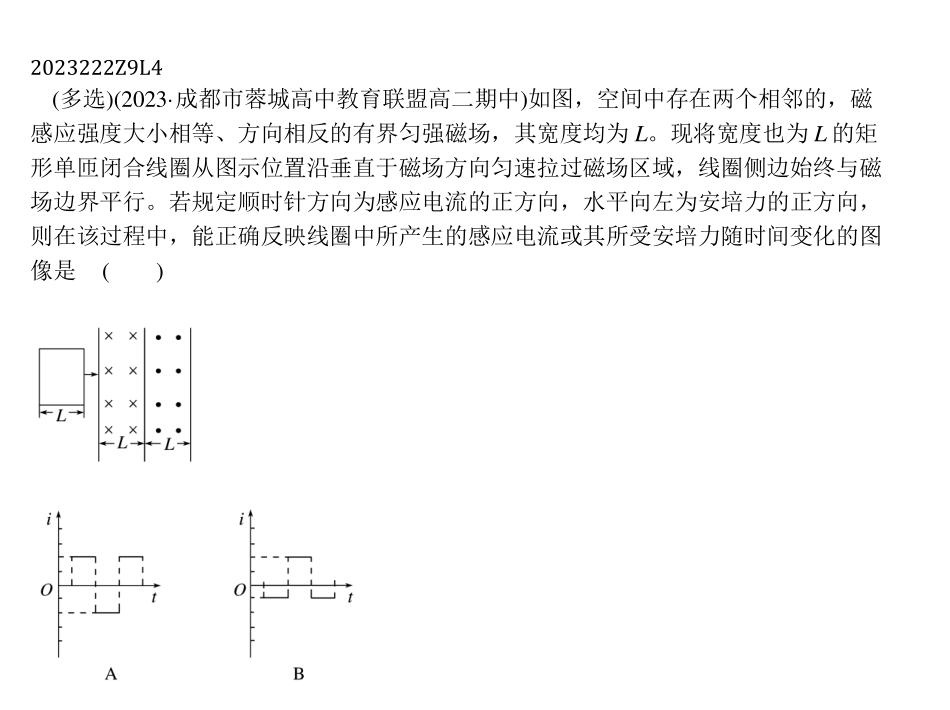 2023222Z9L4
(多选)(2023·成都市蓉城高中教育联盟高二期中)如图，空间中存在两个相邻的，磁
感应强度大小相等、方向相反的有界匀强磁场，其宽度均为 L。现将宽度也为 L 的矩
形单匝闭合线圈从图示位置沿垂直于磁场方向匀速拉过磁场区域，线圈侧边始终与磁
场边界平行。若规定顺时针方向为感应电流的正方向，水平向左为安培力的正方向，
则在该过程中，能正确反映线圈中所产生的感应电流或其所受安培力随时间变化的图
像是　(　　)
L
L L
i i
O t O t
A B